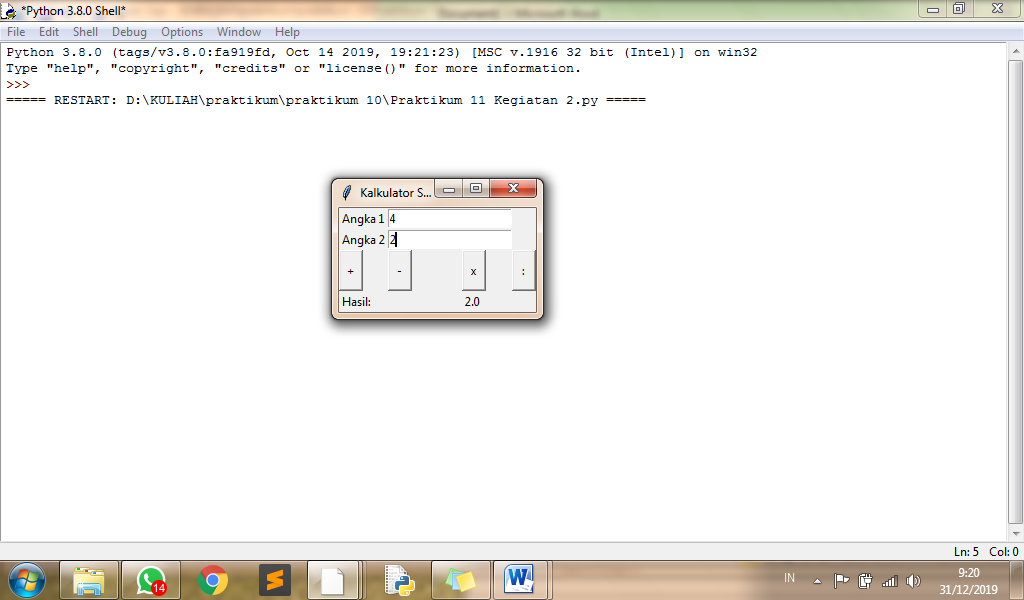 *Python 3.8.0 Shell*
File Edit Shell Debug Options Window Help
Python 3.8.0 (tags/v3.8.0:fa919fd, Oct 14 2019, 19:21:23) [MSC v.1916 32 bit (Intel)] on win32
Type "help", "copyright", "credits" or "license()" for more information.
>>>
===== RESTART: D:\KULIAH\praktikum\praktikum 10\Praktikum 11 Kegiatan 2.py =====
Kalkulator S...
Angka 1 4
Angka 2 2
+ - x :
Hasil: 2.0
Ln: 5 Col: 0
14
IN
9:20
31/12/2019